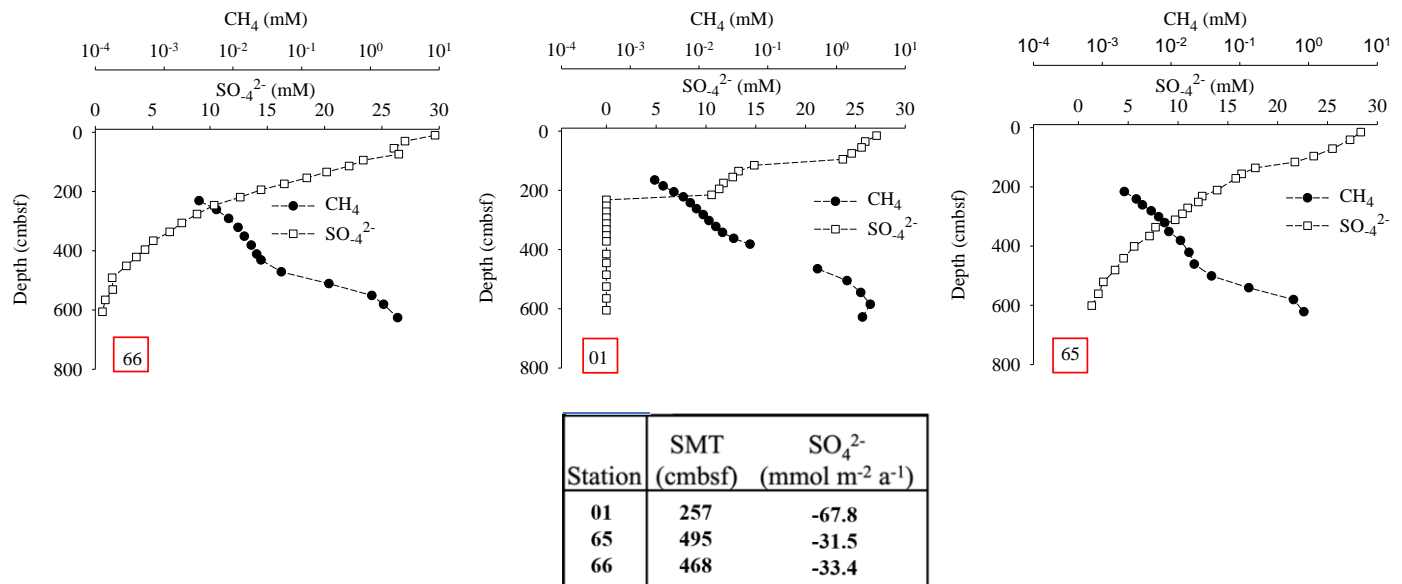 CH4 (mM)
10-4 10-3 10-2 10-1 100 101
SO-42- (mM)
0 5 10 15 20 25 30
0
200
400
600
800
Depth (cmbsf)
CH4
SO-42-
66
CH4 (mM)
10-4 10-3 10-2 10-1 100 101
SO-42- (mM)
0 5 10 15 20 25 30
0
200
400
600
800
Depth (cmbsf)
CH4
SO-42-
01
CH4 (mM)
10-4 10-3 10-2 10-1 100 101
SO-42- (mM)
0 5 10 15 20 25 30
0
200
400
600
800
Depth (cmbsf)
CH4
SO-42-
65
Station SMT (cmbsf) SO42- (mmol m-2 a-1)
01 257 -67.8
65 495 -31.5
66 468 -33.4